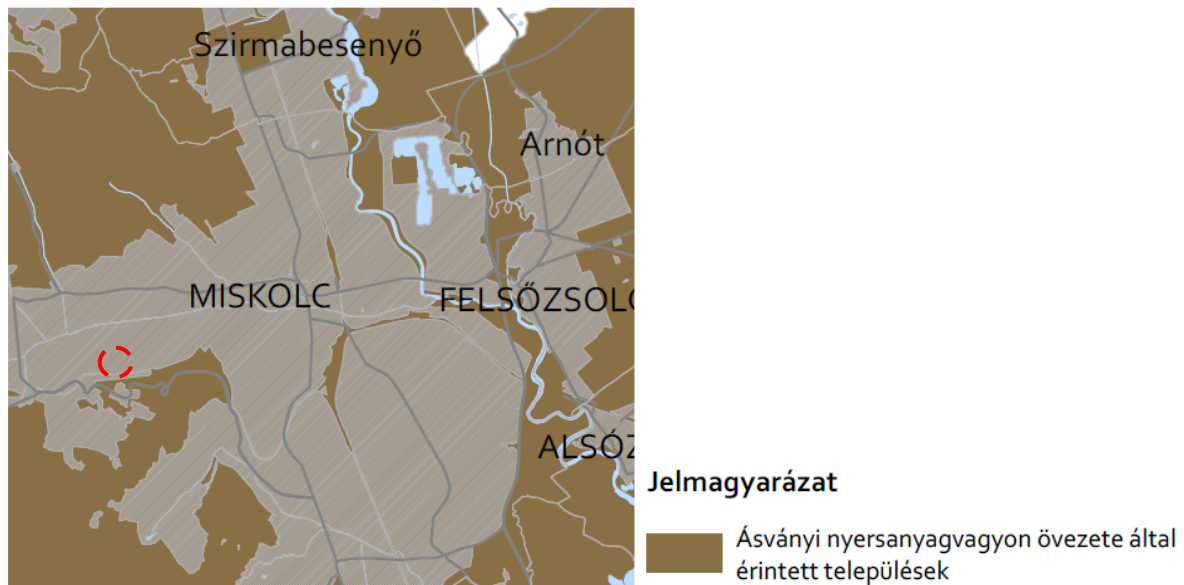 Szirmabesenyő
Arnót
MISKOLC
FELSŐZSOLC
ALSÓZ
Jelmagyarázat
Ásványi nyersanyagvagyon övezete által
érintett települések